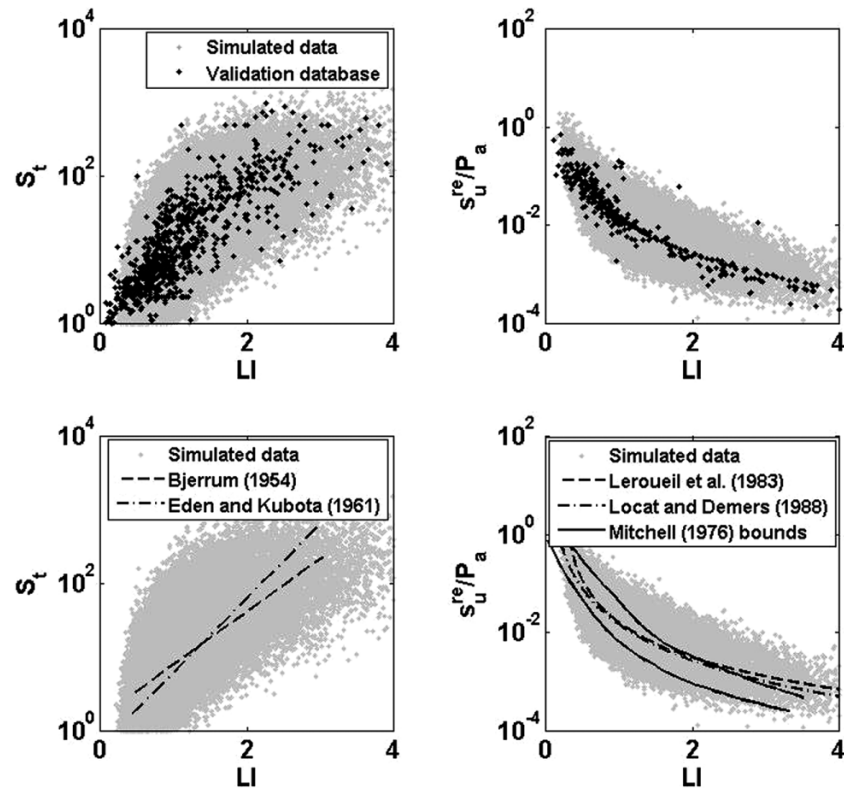 10^4
10^2
10^0
S_t
0
2
4
LI
Simulated data
Validation database
10^2
10^0
10^-2
10^-4
s_u^re/P_a
0
2
4
LI
10^4
10^2
10^0
S_t
0
2
4
LI
Simulated data
Bjerrum (1954)
Eden and Kubota (1961)
10^2
10^0
10^-2
10^-4
s_u^re/P_a
0
2
4
LI
Simulated data
Leroueil et al. (1983)
Locat and Demers (1988)
Mitchell (1976) bounds